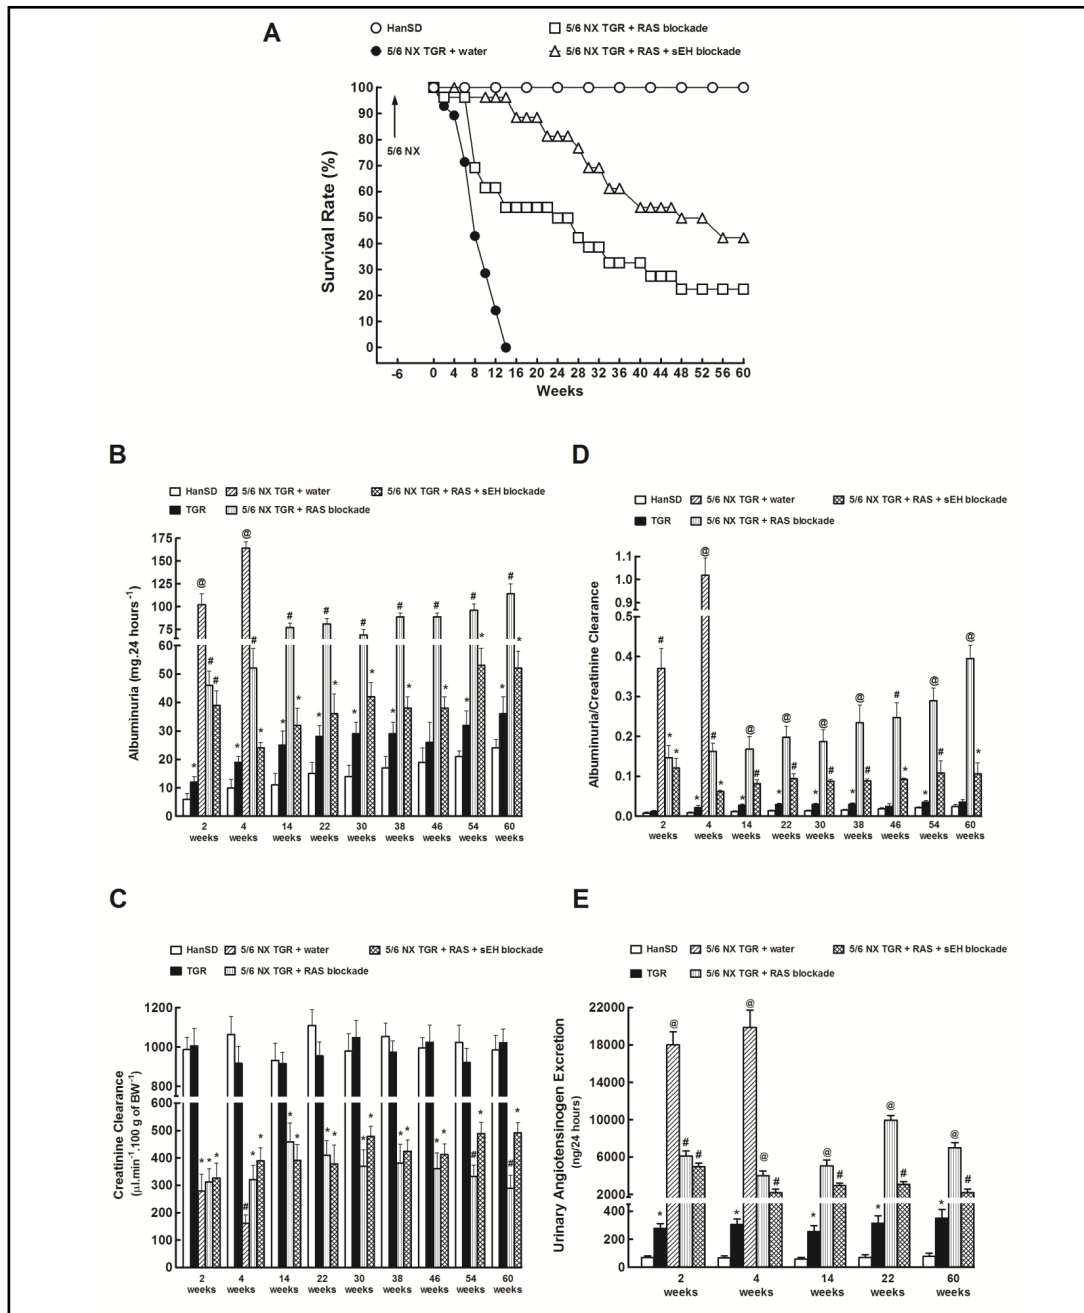 A
HanSD
5/6 NX TGR + RAS blockade
5/6 NX TGR + water
5/6 NX TGR + RAS + sEH blockade
Survival Rate (%)
100
90
80
70
60
50
40
30
20
10
0
5/6 NX
-6 0 4 8 12 16 20 24 28 32 36 40 44 48 52 56 60
Weeks
B
HanSD 5/6 NX TGR + water 5/6 NX TGR + RAS + sEH blockade
TGR 5/6 NX TGR + RAS blockade
Albuminuria (mg.24 hours⁻¹)
175
150
125
100
75
60
50
40
30
20
10
0
@ @ # # # # # # # # #
* * * * * * * * * * * * * * #
2 4 14 22 30 38 46 54 60
weeks weeks weeks weeks weeks weeks weeks weeks weeks
D
HanSD 5/6 NX TGR + water 5/6 NX TGR + RAS + sEH blockade
TGR 5/6 NX TGR + RAS blockade
Albuminuria/Creatinine Clearance
1.1
1.0
0.9
0.4
0.3
0.2
0.1
0.0
# * * @ # * * @ # * @ # * @ # * @ # * # * @ # * @ *
2 4 14 22 30 38 46 54 60
weeks weeks weeks weeks weeks weeks weeks weeks weeks
C
HanSD 5/6 NX TGR + water 5/6 NX TGR + RAS + sEH blockade
TGR 5/6 NX TGR + RAS blockade
Creatinine Clearance
(µl.min⁻¹.100 g of BW⁻¹)
1200
1000
800
600
500
400
300
200
100
0
* * * # * * * * * * * * * * * * # * # *
2 4 14 22 30 38 46 54 60
weeks weeks weeks weeks weeks weeks weeks weeks weeks
E
HanSD 5/6 NX TGR + water 5/6 NX TGR + RAS + sEH blockade
TGR 5/6 NX TGR + RAS blockade
Urinary Angiotensinogen Excretion
(ng/24 hours)
22000
18000
14000
10000
6000
2000
400
200
0
* @ # # * @ @ # * @ # * @ # * @ #
2 4 14 22 60
weeks weeks weeks weeks weeks